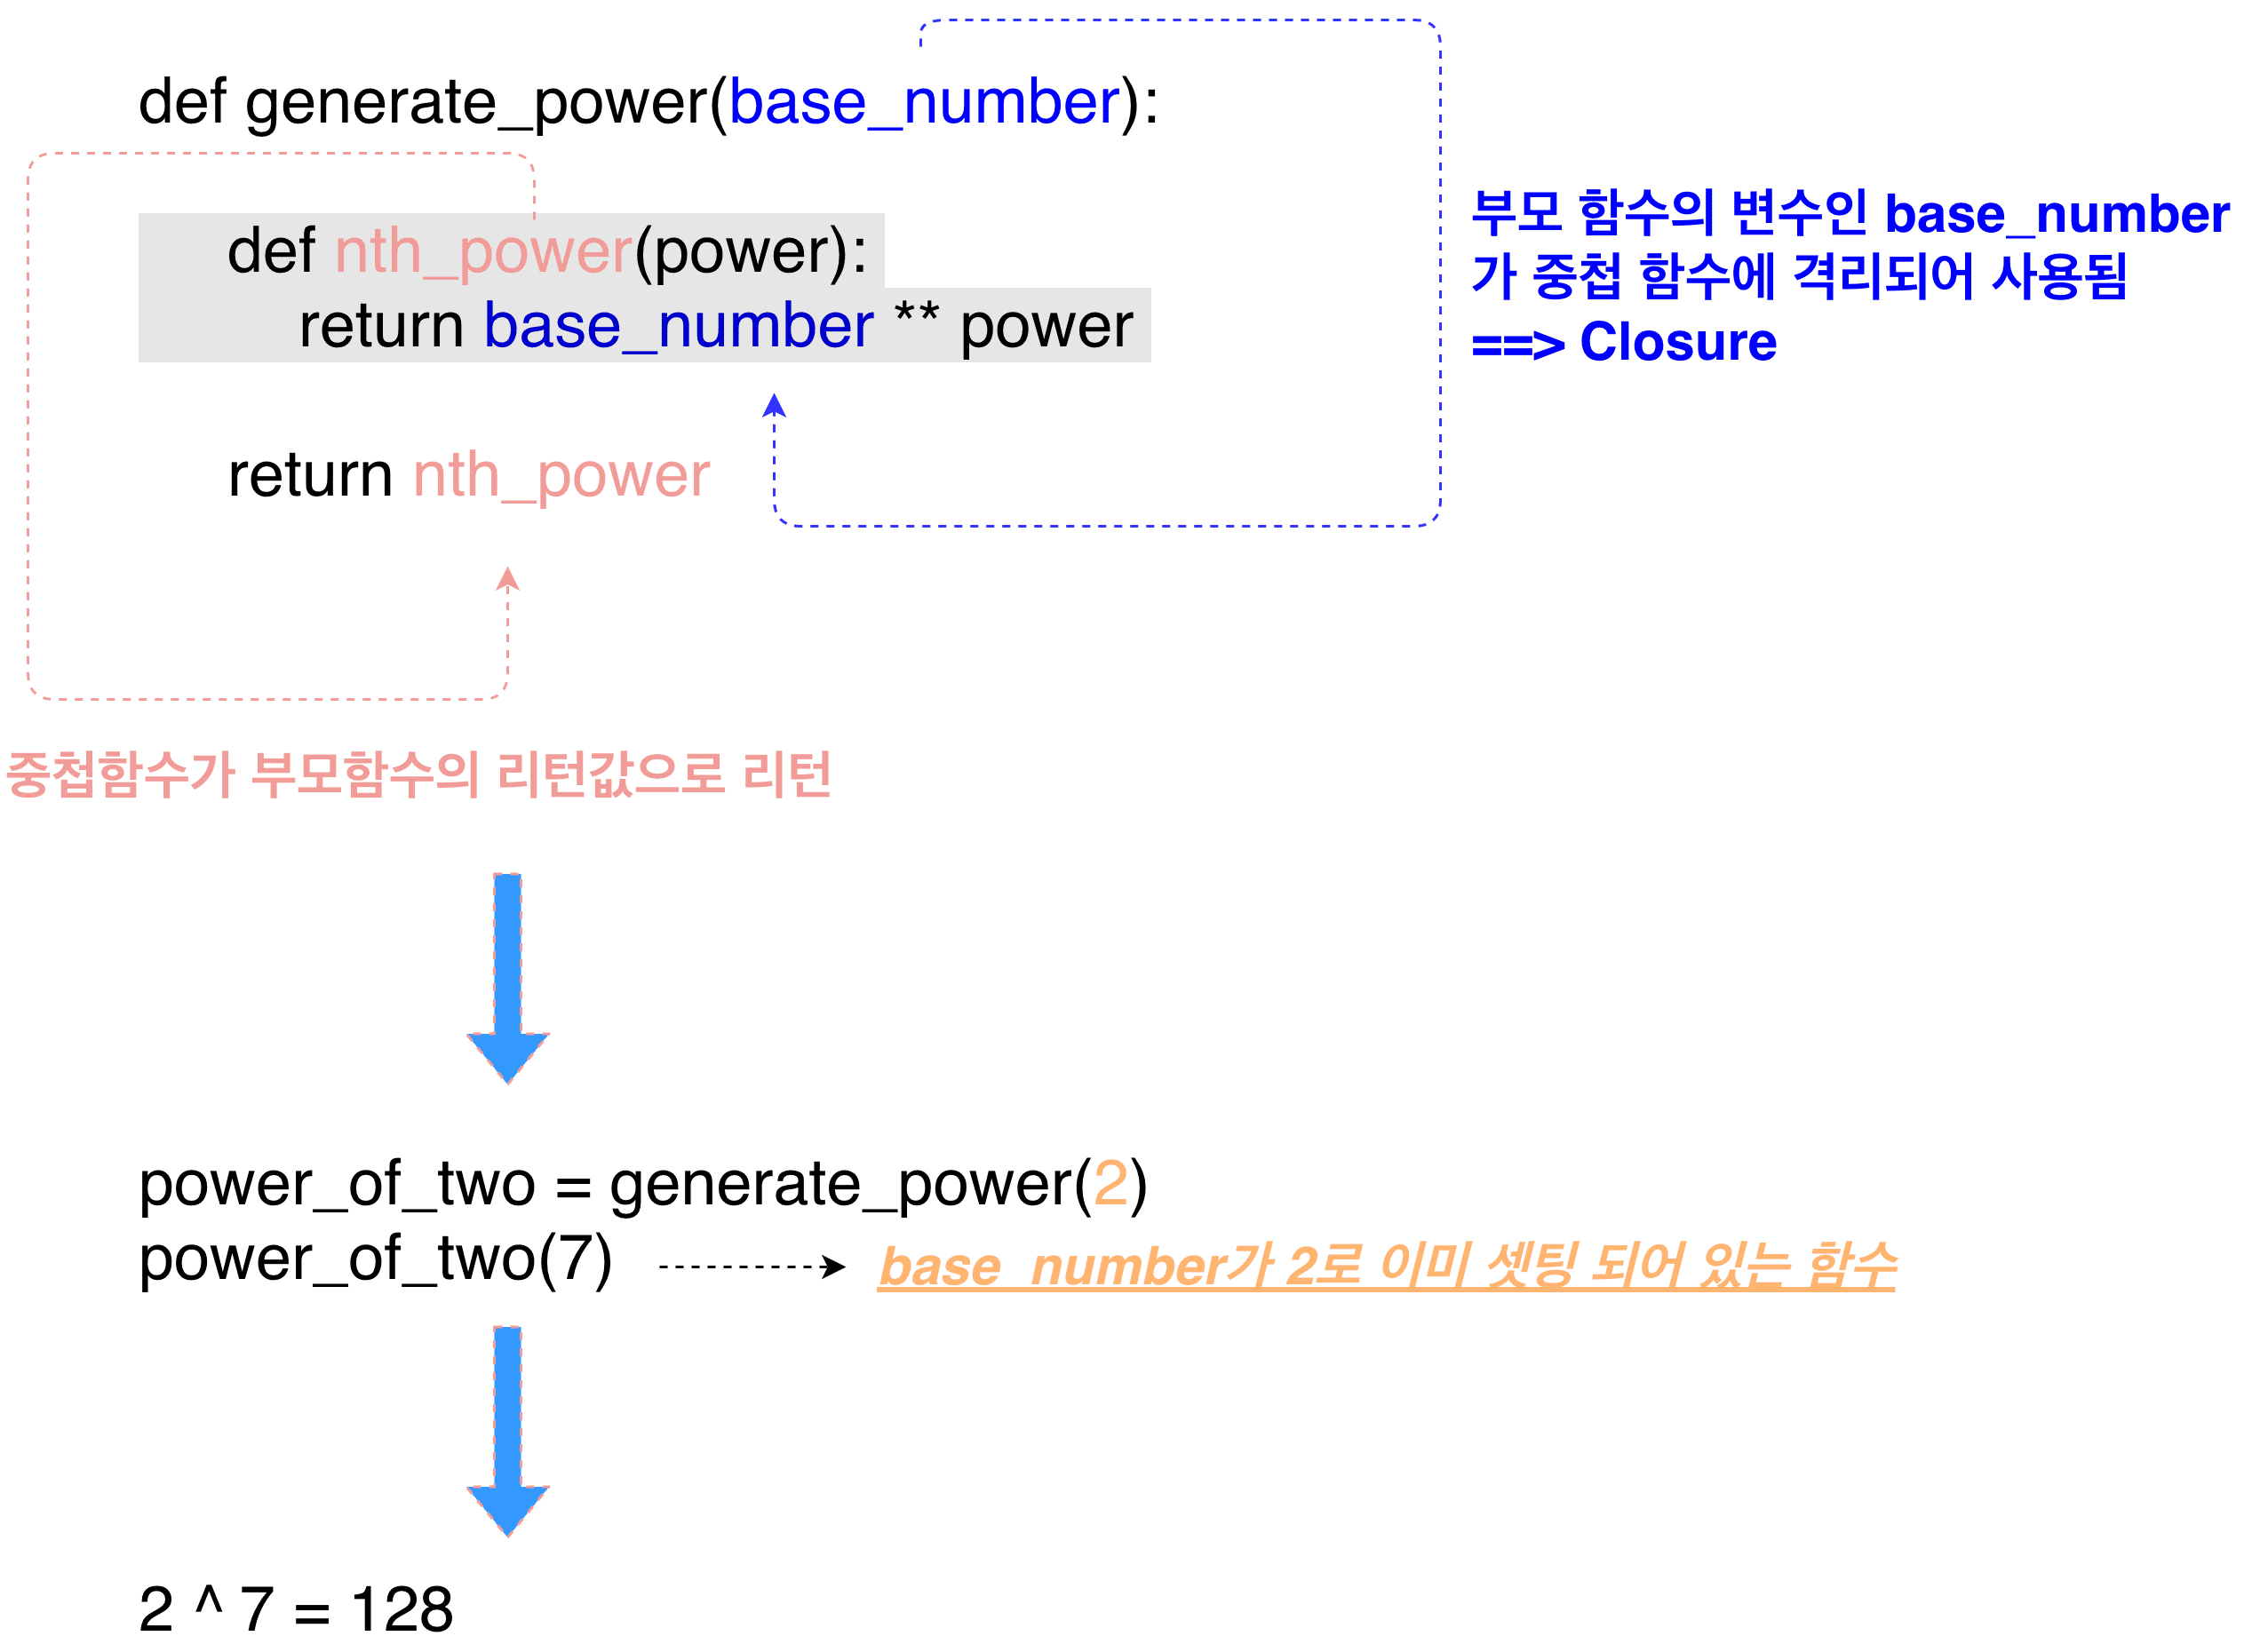 def generate_power(base_number):
def nth_power(power):
return base_number ** power
return nth_power
부모 함수의 변수인 base_number
가 중첩 함수에 격리되어 사용됨
==> Closure
중첩함수가 부모함수의 리턴값으로 리턴
power_of_two = generate_power(2)
power_of_two(7)
base_number가 2로 이미 셋팅 되어 있는 함수
2 ^ 7 = 128